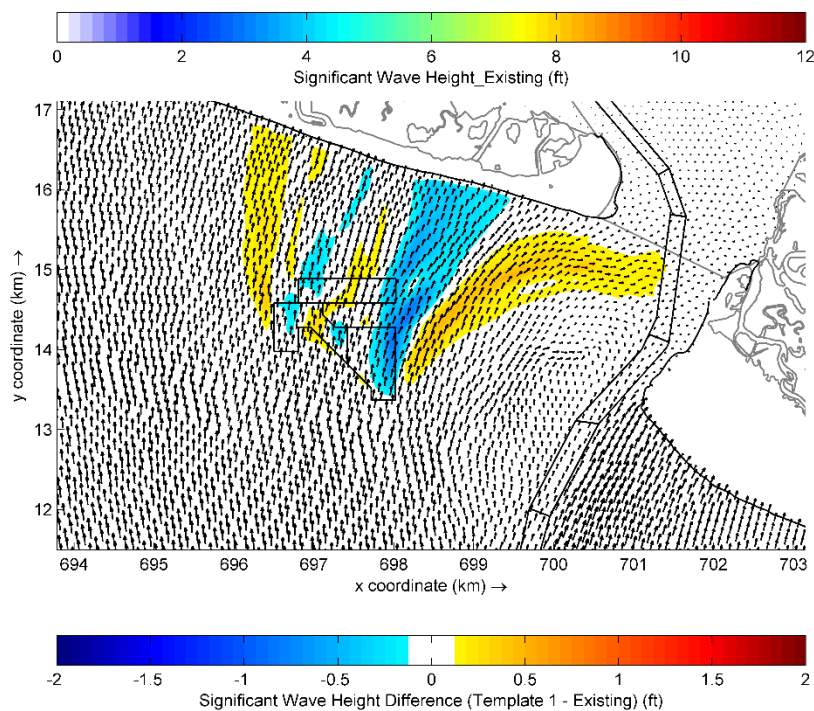 0 2 4 6 8 10 12
Significant Wave Height_Existing (ft)
17
16
15
14
13
12
y coordinate (km) →
694 695 696 697 698 699 700 701 702 703
x coordinate (km) →
-2 -1.5 -1 -0.5 0 0.5 1 1.5 2
Significant Wave Height Difference (Template 1 - Existing) (ft)